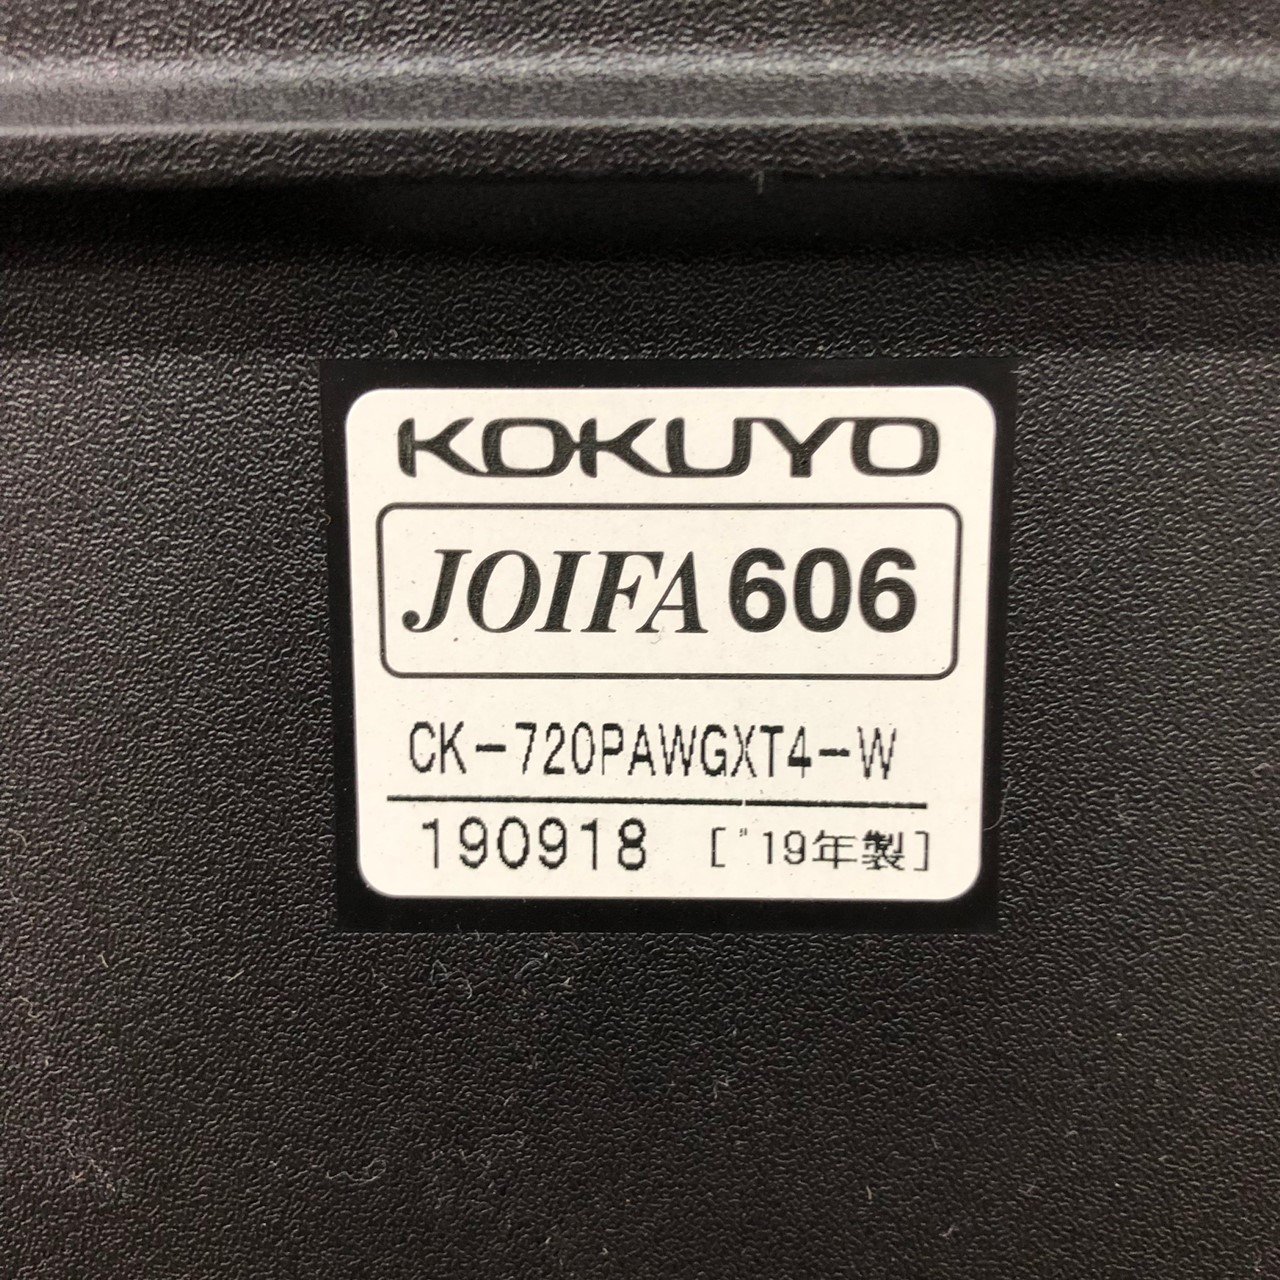 KOKUYO
JOIFA 606
CK-720PAWGXT4-W
190918 ["19年製]